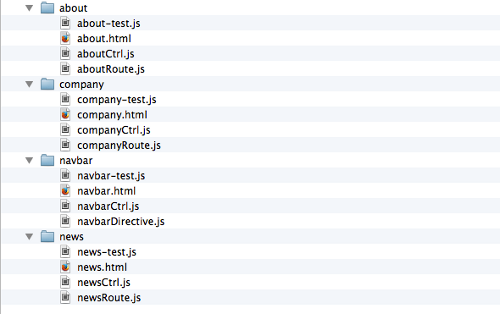 about
about-test.js
about.html
aboutCtrl.js
aboutRoute.js
company
company-test.js
company.html
companyCtrl.js
companyRoute.js
navbar
navbar-test.js
navbar.html
navbarCtrl.js
navbarDirective.js
news
news-test.js
news.html
newsCtrl.js
newsRoute.js